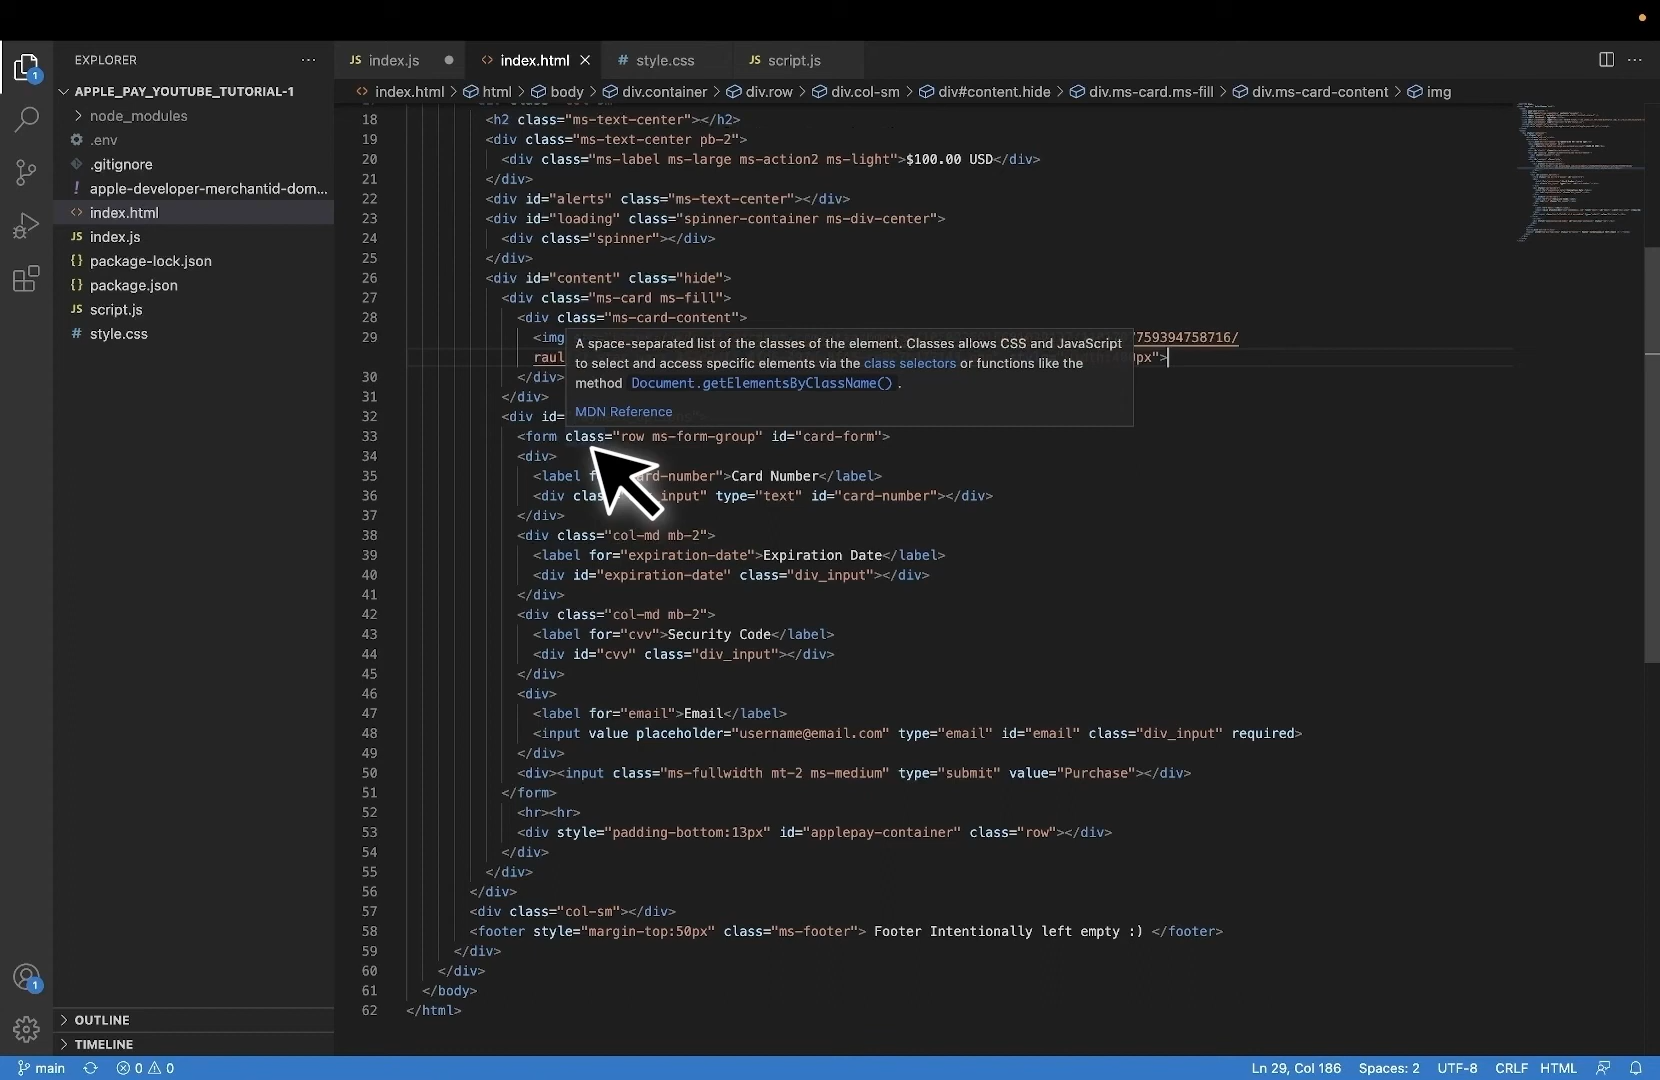 EXPLORER
APPLE_PAY_YOUTUBE_TUTORIAL-1
node_modules
.env
.gitignore
apple-developer-merchantid-dom...
index.html
index.js
package-lock.json
package.json
script.js
style.css
OUTLINE
TIMELINE
1
1
JS index.js
<> index.html
# style.css
JS script.js
<> index.html > html > body > div.container > div.row > div.col-sm > div#content.hide > div.ms-card.ms-fill > div.ms-card-content > img
18 <h2 class="ms-text-center"></h2>
19 <div class="ms-text-center pb-2">
20 <div class="ms-label ms-large ms-action2 ms-light">$100.00 USD</div>
21 </div>
22 <div id="alerts" class="ms-text-center"></div>
23 <div id="loading" class="spinner-container ms-div-center">
24 <div class="spinner"></div>
25 </div>
26 <div id="content" class="hide">
27 <div class="ms-card ms-fill">
28 <div class="ms-card-content">
29 <img 759394758716/
raul px">
30 </div>
31 </div>
32 <div id=
A space-separated list of the classes of the element. Classes allows CSS and JavaScript
to select and access specific elements via the class selectors or functions like the
method Document.getElementsByClassName() .
MDN Reference
33 <form class="row ms-form-group" id="card-form">
34 <div>
35 <label f rd-number">Card Number</label>
36 <div clas _input" type="text" id="card-number"></div>
37 </div>
38 <div class="col-md mb-2">
39 <label for="expiration-date">Expiration Date</label>
40 <div id="expiration-date" class="div_input"></div>
41 </div>
42 <div class="col-md mb-2">
43 <label for="cvv">Security Code</label>
44 <div id="cvv" class="div_input"></div>
45 </div>
46 <div>
47 <label for="email">Email</label>
48 <input value placeholder="username@email.com" type="email" id="email" class="div_input" required>
49 </div>
50 <div><input class="ms-fullwidth mt-2 ms-medium" type="submit" value="Purchase"></div>
51 </form>
52 <hr><hr>
53 <div style="padding-bottom:13px" id="applepay-container" class="row"></div>
54 </div>
55 </div>
56 </div>
57 <div class="col-sm"></div>
58 <footer style="margin-top:50px" class="ms-footer"> Footer Intentionally left empty :) </footer>
59 </div>
60 </div>
61 </body>
62 </html>
main 0 0 Ln 29, Col 186 Spaces: 2 UTF-8 CRLF HTML